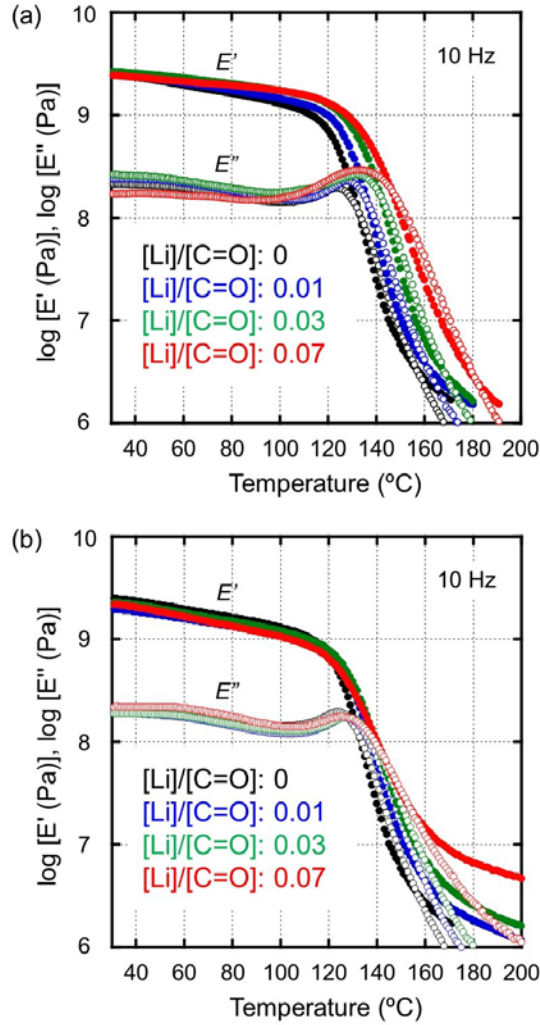 (a)
10
9
8
7
6
log [E' (Pa)], log [E'' (Pa)]
E'
10 Hz
E''
[Li]/[C=O]: 0
[Li]/[C=O]: 0.01
[Li]/[C=O]: 0.03
[Li]/[C=O]: 0.07
40 60 80 100 120 140 160 180 200
Temperature (ºC)
(b)
10
9
8
7
6
log [E' (Pa)], log [E'' (Pa)]
E'
10 Hz
E''
[Li]/[C=O]: 0
[Li]/[C=O]: 0.01
[Li]/[C=O]: 0.03
[Li]/[C=O]: 0.07
40 60 80 100 120 140 160 180 200
Temperature (ºC)